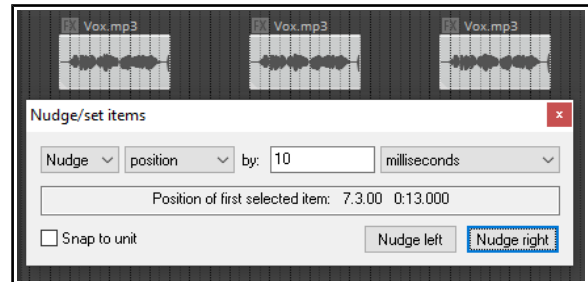 FX Vox.mp3 FX Vox.mp3 FX Vox.mp3
Nudge/set items x
Nudge position by: 10 milliseconds
Position of first selected item: 7.3.00 0:13.000
Snap to unit Nudge left Nudge right